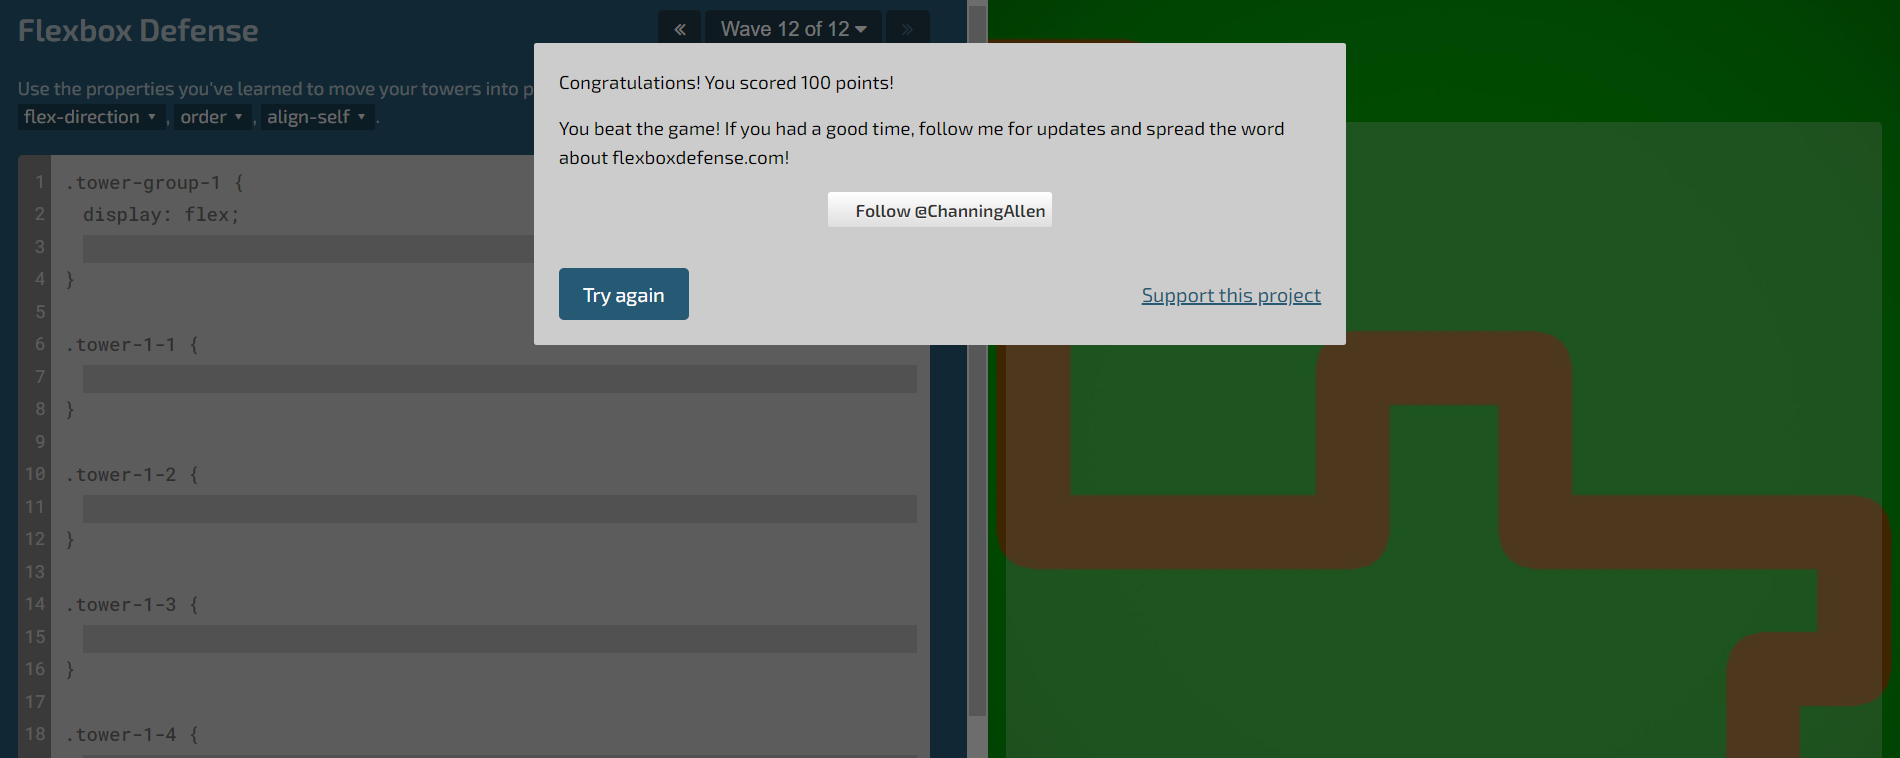 Flexbox Defense
« Wave 12 of 12 »
Use the properties you've learned to move your towers into p
flex-direction , order , align-self .
Congratulations! You scored 100 points!
You beat the game! If you had a good time, follow me for updates and spread the word
about flexboxdefense.com!
Follow @ChanningAllen
Try again
Support this project
1 .tower-group-1 {
2 display: flex;
3
4 }
5
6 .tower-1-1 {
7
8 }
9
10 .tower-1-2 {
11
12 }
13
14 .tower-1-3 {
15
16 }
17
18 .tower-1-4 {